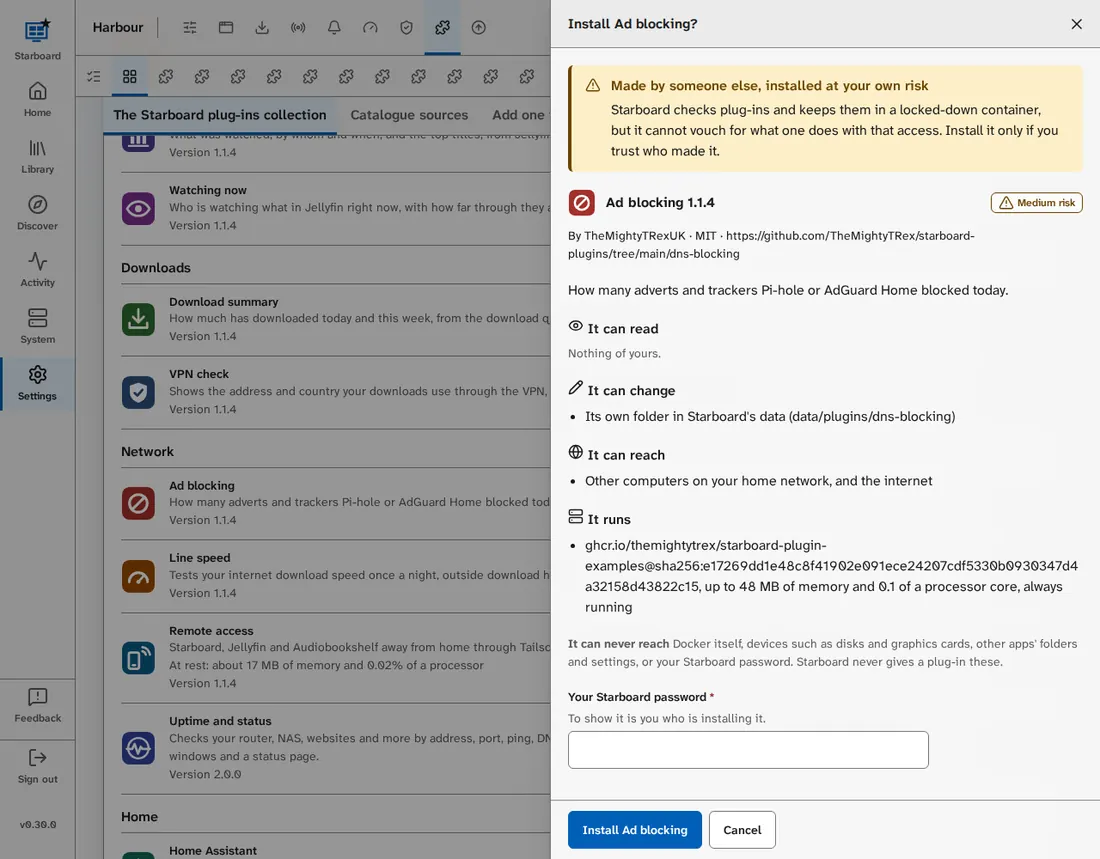 Starboard
Home
Library
Discover
Activity
System
Settings
Feedback
Sign out
v0.30.0
Harbour
The Starboard plug-ins collection
Catalogue sources
Add one
Version 1.1.4
Watching now
Who is watching what in Jellyfin right now, with how far through they a
Version 1.1.4
Downloads
Download summary
How much has downloaded today and this week, from the download q
Version 1.1.4
VPN check
Shows the address and country your downloads use through the VPN,
Version 1.1.4
Network
Ad blocking
How many adverts and trackers Pi-hole or AdGuard Home blocked tod
Version 1.1.4
Line speed
Tests your internet download speed once a night, outside download h
Version 1.1.4
Remote access
Starboard, Jellyfin and Audiobookshelf away from home through Tailsc
At rest: about 17 MB of memory and 0.02% of a processor
Version 1.1.4
Uptime and status
Checks your router, NAS, websites and more by address, port, ping, DN
windows and a status page.
Version 2.0.0
Home
Home Assistant
Install Ad blocking?
Made by someone else, installed at your own risk
Starboard checks plug-ins and keeps them in a locked-down container,
but it cannot vouch for what one does with that access. Install it only if you
trust who made it.
Ad blocking 1.1.4
Medium risk
By TheMightyTRexUK · MIT · https://github.com/TheMightyTRex/starboard-
plugins/tree/main/dns-blocking
How many adverts and trackers Pi-hole or AdGuard Home blocked today.
It can read
Nothing of yours.
It can change
• Its own folder in Starboard's data (data/plugins/dns-blocking)
It can reach
• Other computers on your home network, and the internet
It runs
• ghcr.io/themightytrex/starboard-plugin-
examples@sha256:e17269dd1e48c8f41902e091ece24207cdf5330b0930347d4
a32158d43822c15, up to 48 MB of memory and 0.1 of a processor core, always
running
It can never reach Docker itself, devices such as disks and graphics cards, other apps' folders
and settings, or your Starboard password. Starboard never gives a plug-in these.
Your Starboard password *
To show it is you who is installing it.
Install Ad blocking
Cancel